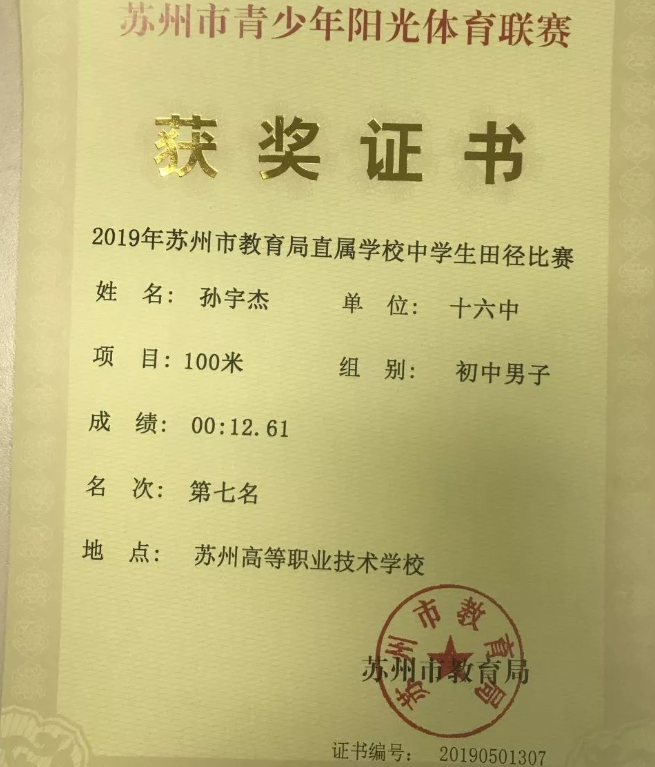 苏州市青少年阳光体育联赛
获奖证书
2019年苏州市教育局直属学校中学生田径比赛
姓 名: 孙宇杰 单 位: 十六中
项 目: 100米 组 别: 初中男子
成 绩: 00:12.61
名 次: 第七名
地 点: 苏州高等职业技术学校
苏州市教育局
苏州市教育局
证书编号: 20190501307